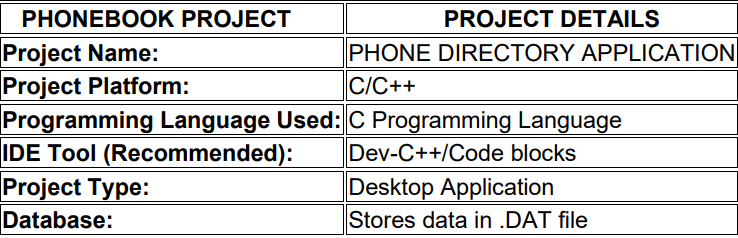 PHONEBOOK PROJECT PROJECT DETAILS
Project Name: PHONE DIRECTORY APPLICATION
Project Platform: C/C++
Programming Language Used: C Programming Language
IDE Tool (Recommended): Dev-C++/Code blocks
Project Type: Desktop Application
Database: Stores data in .DAT file